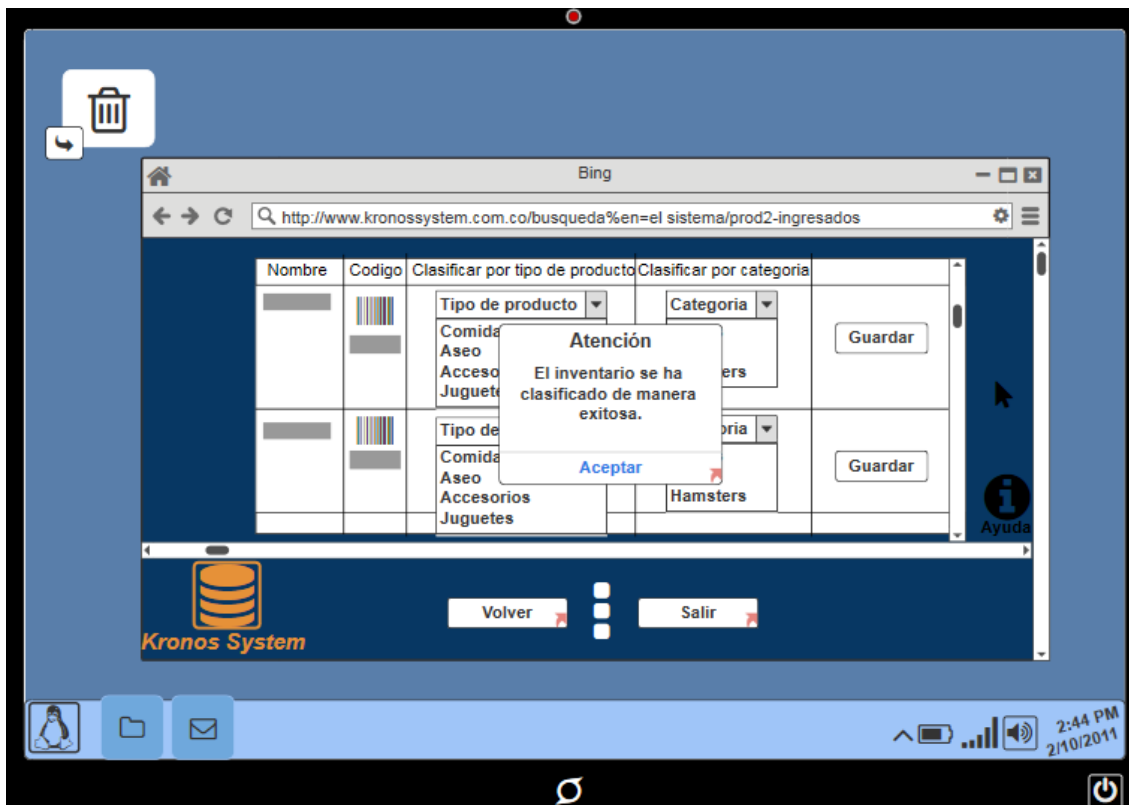 Bing
http://www.kronossystem.com.co/busqueda%en=el sistema/prod2-ingresados
Nombre Codigo Clasificar por tipo de producto Clasificar por categoria
Tipo de producto Categoria
Comida
Aseo
Juguete
Guardar
Atención
El inventario se ha
clasificado de manera
exitosa.
Aceptar
Tipo de
Comida
Aseo
Accesorios
Juguetes
Hamsters
Guardar
Ayuda
Volver Salir
Kronos System
2:44 PM
2/10/2011